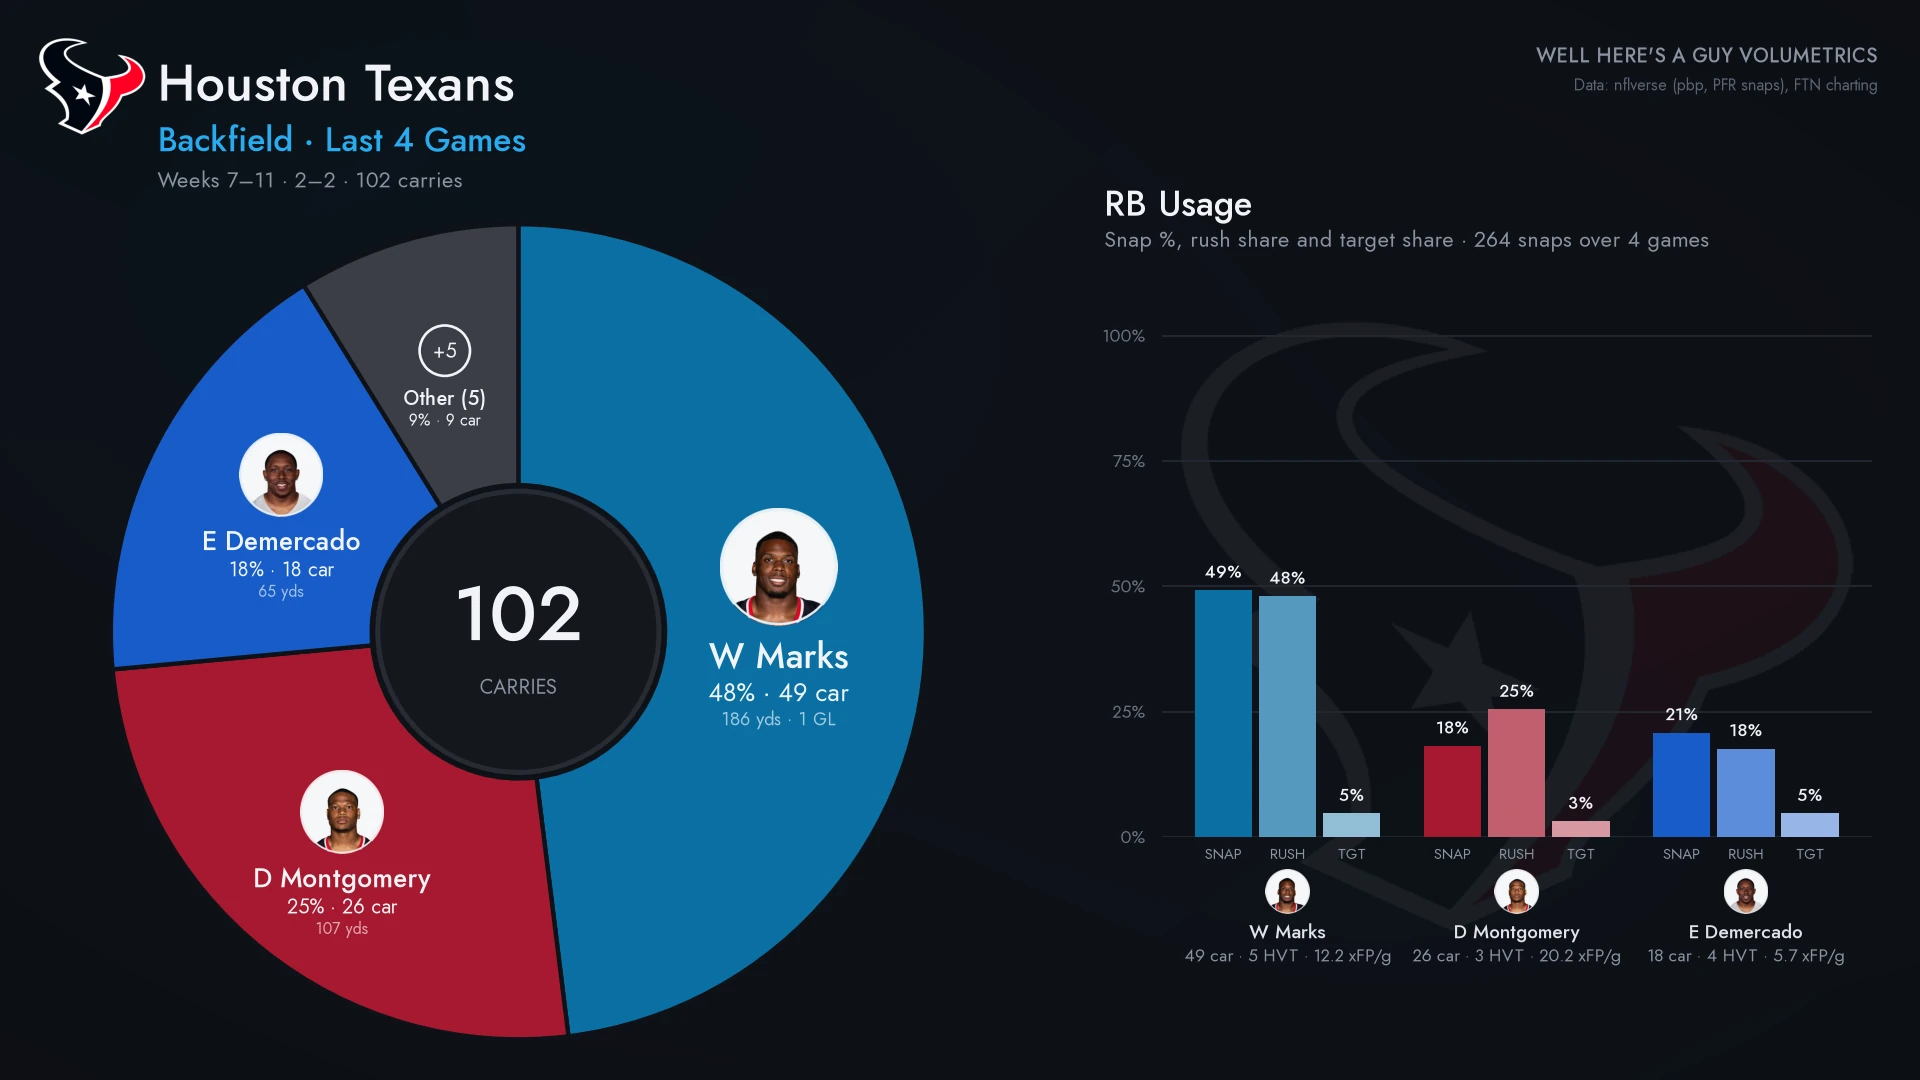 Houston Texans
Backfield · Last 4 Games
Weeks 7–11 · 2–2 · 102 carries
WELL HERE'S A GUY VOLUMETRICS
Data: nflverse (pbp, PFR snaps), FTN charting
+5
Other (5)
9% · 9 car
E Demercado
18% · 18 car
65 yds
102
CARRIES
W Marks
48% · 49 car
186 yds · 1 GL
D Montgomery
25% · 26 car
107 yds
RB Usage
Snap %, rush share and target share · 264 snaps over 4 games
100%
75%
50%
25%
0%
49%
48%
5%
18%
25%
3%
21%
18%
5%
SNAP RUSH TGT SNAP RUSH TGT SNAP RUSH TGT
W Marks
49 car · 5 HVT · 12.2 xFP/g
D Montgomery
26 car · 3 HVT · 20.2 xFP/g
E Demercado
18 car · 4 HVT · 5.7 xFP/g